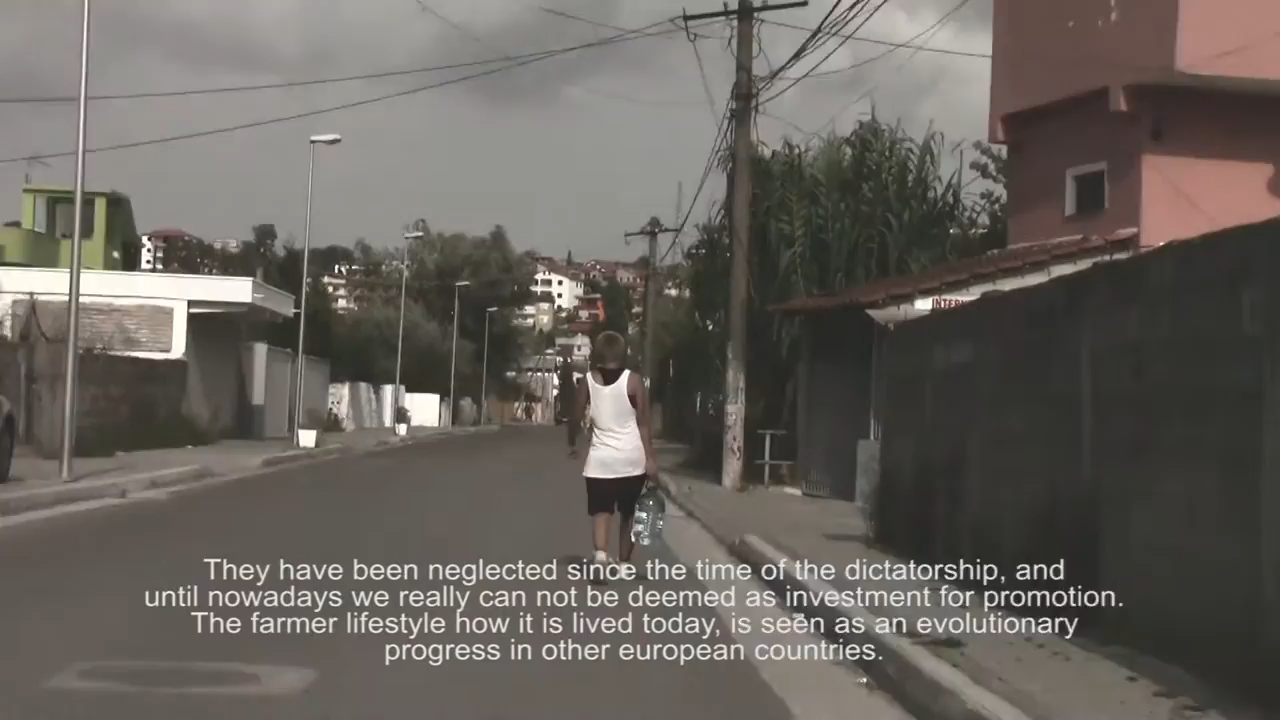 INTERN
They have been neglected since the time of the dictatorship, and
until nowadays we really can not be deemed as investment for promotion.
The farmer lifestyle how it is lived today, is seen as an evolutionary
progress in other european countries.